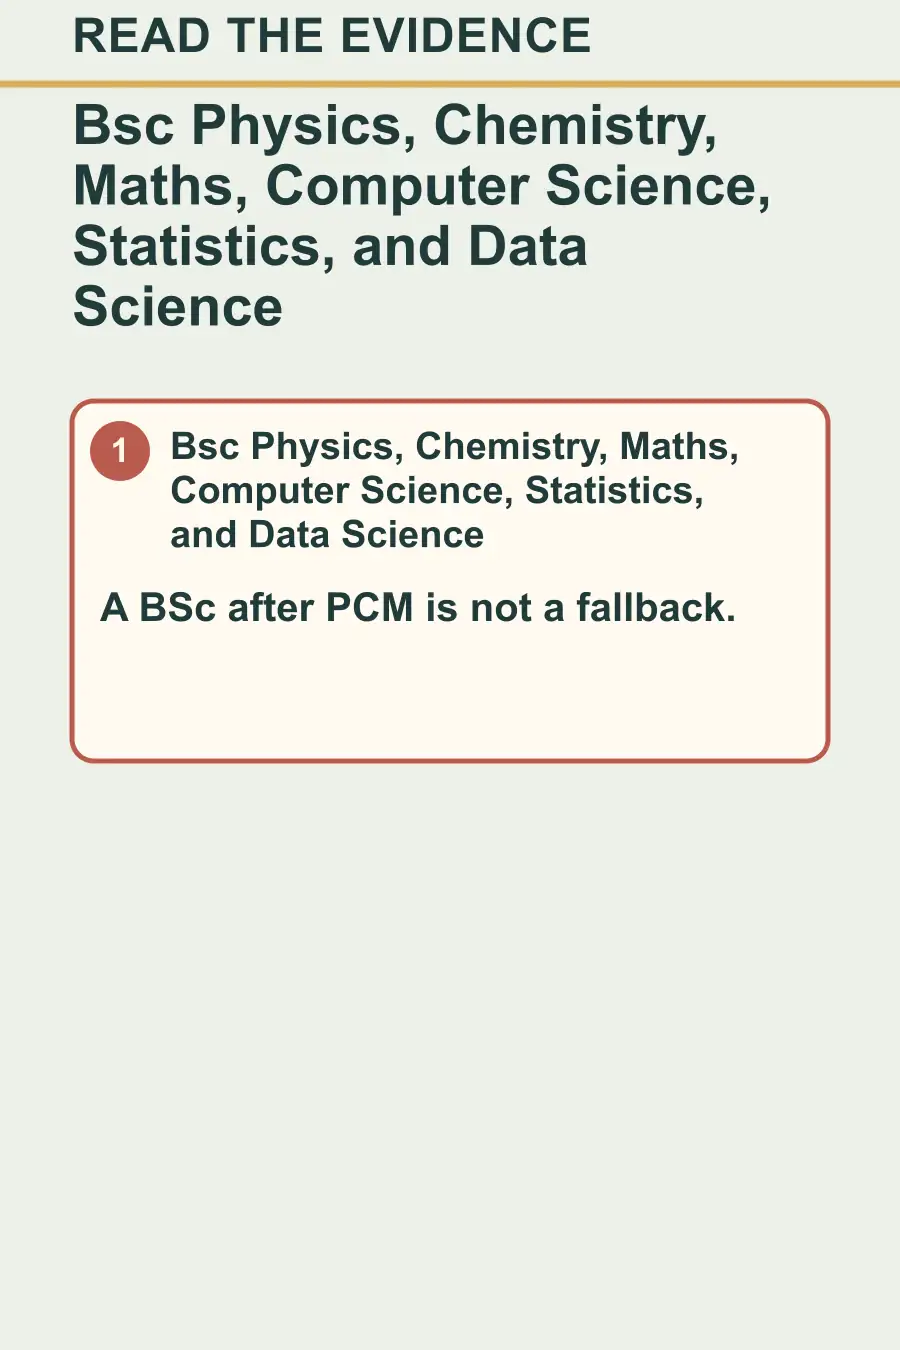 READ THE EVIDENCE
Bsc Physics, Chemistry,
Maths, Computer Science,
Statistics, and Data
Science
1
Bsc Physics, Chemistry, Maths,
Computer Science, Statistics,
and Data Science
A BSc after PCM is not a fallback.